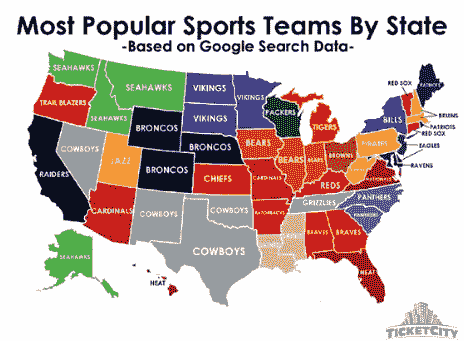 Most Popular Sports Teams By State
-Based on Google Search Data-
SEAHAWKS
SEAHAWKS
SEAHAWKS
TRAIL BLAZERS
VIKINGS
VIKINGS
VIKINGS
PACKERS
TIGERS
RED SOX
PATRIOTS
BRUINS
PATRIOTS
RED SOX
BILLS
EAGLES
RAVENS
BRONCOS
BRONCOS
BRONCOS
COWBOYS
JAZZ
RAIDERS
BEARS
BEARS
BROWNS
PIRATES
CHIEFS
CARDINALS
REDS
CARDINALS
COWBOYS
COWBOYS
COWBOYS
RAZORBACKS
GRIZZLIES
PANTHERS
PANTHERS
BRAVES
BRAVES
HEAT
SEAHAWKS
HEAT
TICKETCITY